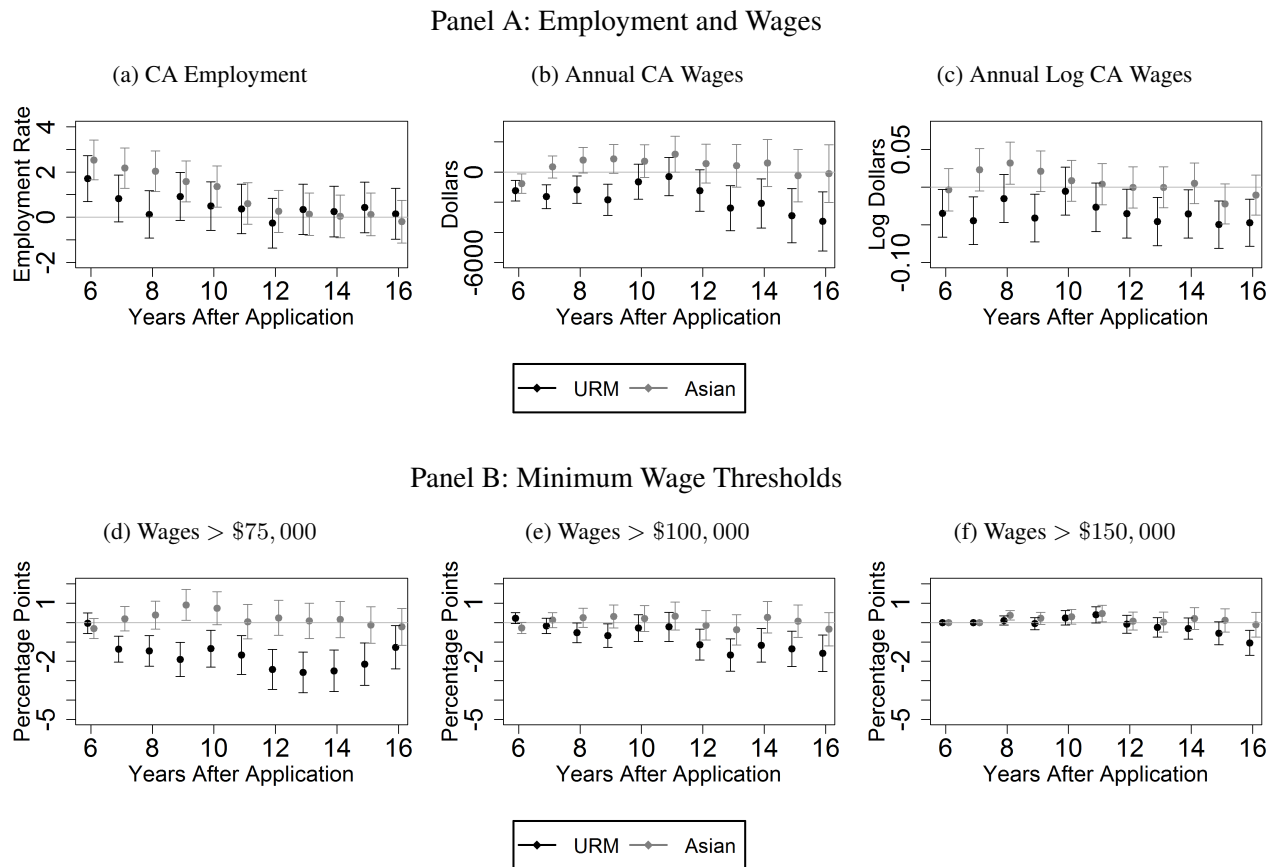 Panel A: Employment and Wages
(a) CA Employment
Employment Rate
4
2
0
-2
6 8 10 12 14 16
Years After Application
(b) Annual CA Wages
Dollars
0
-6000
6 8 10 12 14 16
Years After Application
(c) Annual Log CA Wages
Log Dollars
0.05
-0.10
6 8 10 12 14 16
Years After Application
URM Asian
Panel B: Minimum Wage Thresholds
(d) Wages > $75,000
Percentage Points
1
-2
-5
6 8 10 12 14 16
Years After Application
(e) Wages > $100,000
Percentage Points
1
-2
-5
6 8 10 12 14 16
Years After Application
(f) Wages > $150,000
Percentage Points
1
-2
-5
6 8 10 12 14 16
Years After Application
URM Asian